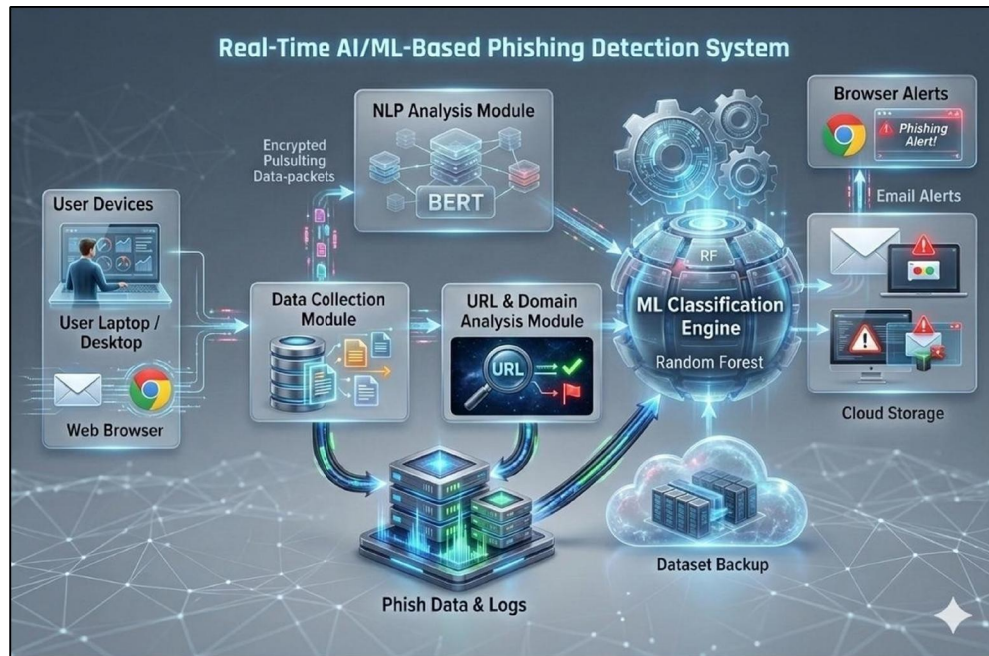 Real-Time AI/ML-Based Phishing Detection System
User Devices
User Laptop /
Desktop
Web Browser
Encrypted
Pulsulting
Data-packets
NLP Analysis Module
BERT
Data Collection
Module
URL & Domain
Analysis Module
URL
Phish Data & Logs
RF
ML Classification
Engine
Random Forest
Dataset Backup
Browser Alerts
Phishing
Alert!
Email Alerts
Cloud Storage